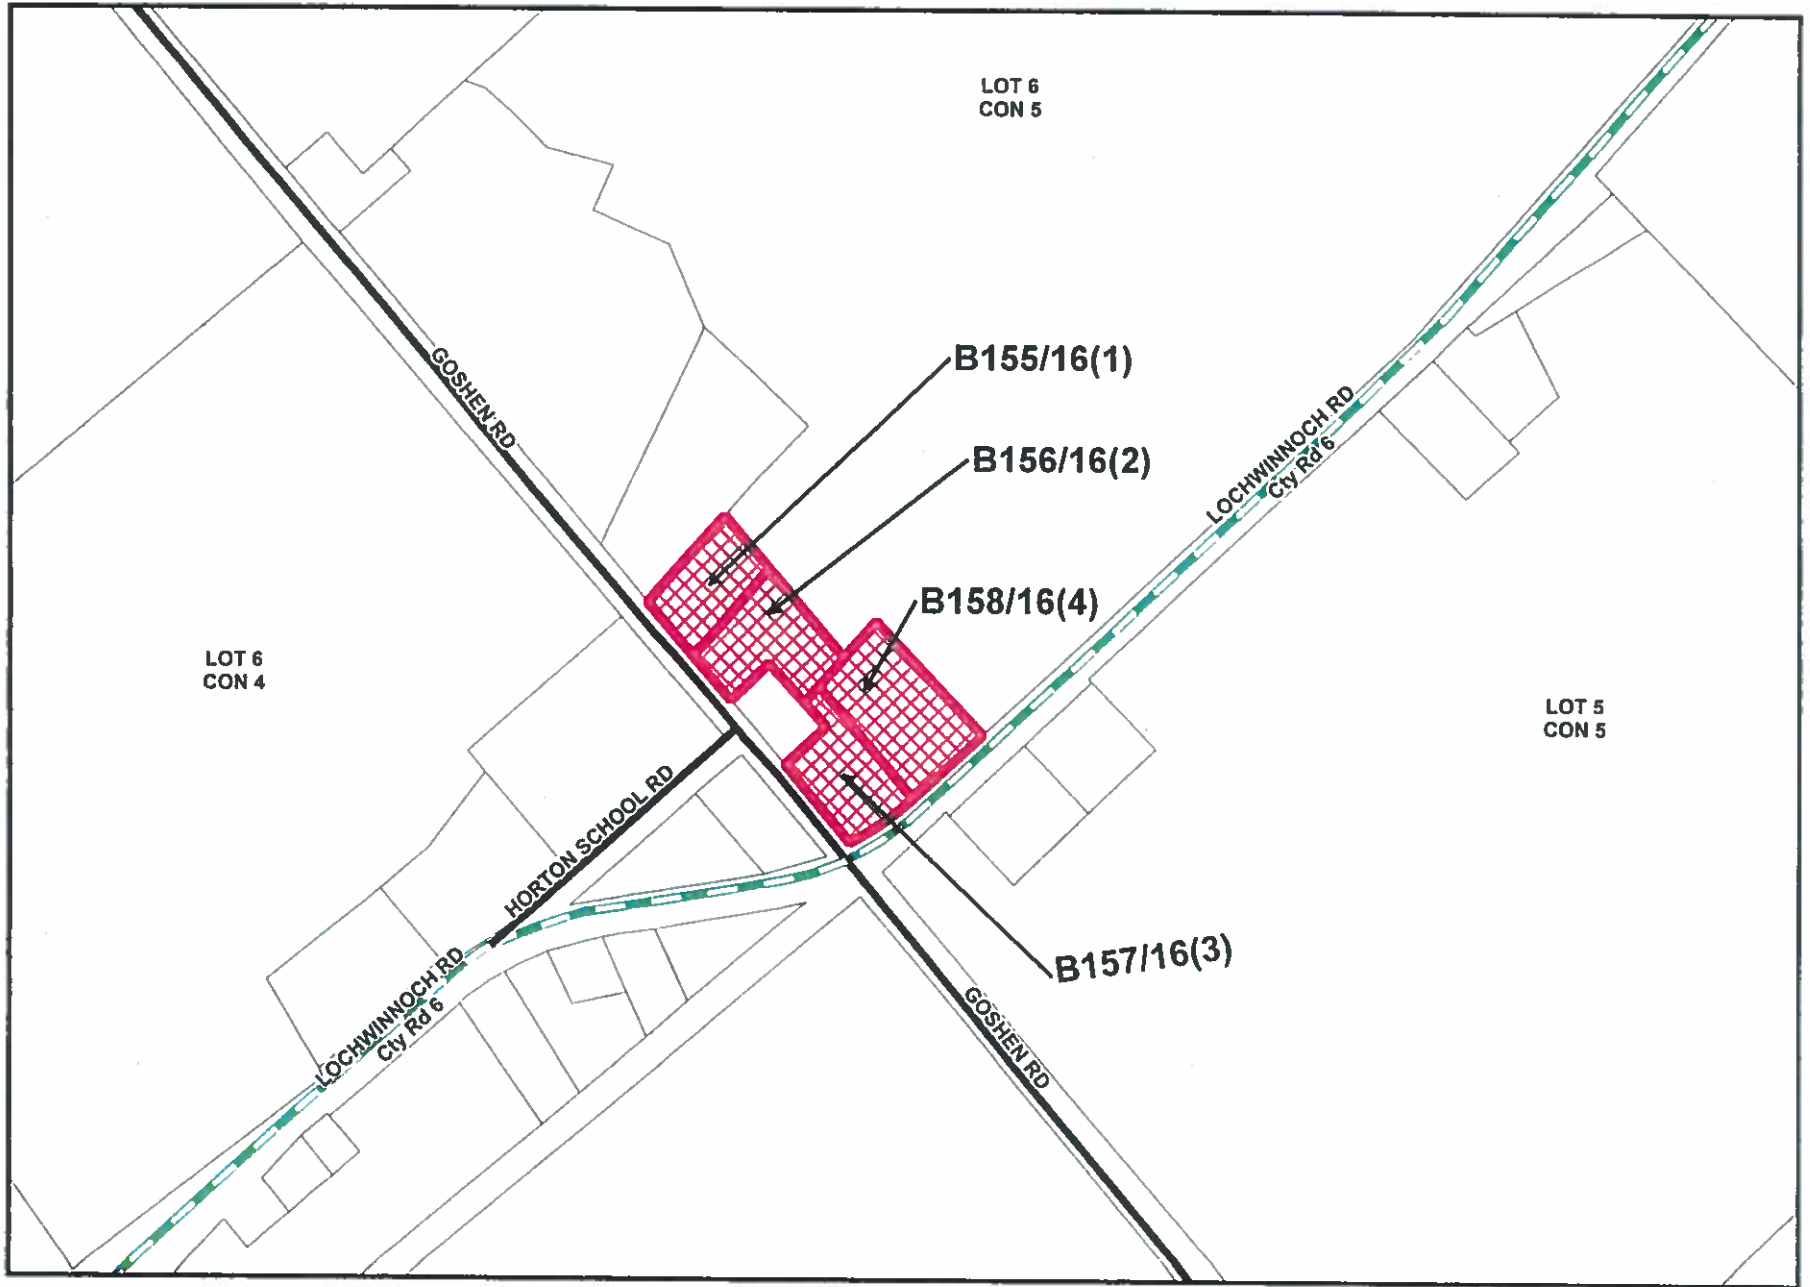 LOT 6
CON 5
B155/16(1)
GOSHEN RD
LOCHWINNOCH RD
Cty Rd 6
B156/16(2)
B158/16(4)
LOT 6
CON 4
LOT 5
CON 5
HORTON SCHOOL RD
B157/16(3)
LOCHWINNOCH RD
Cty Rd 6
GOSHEN RD